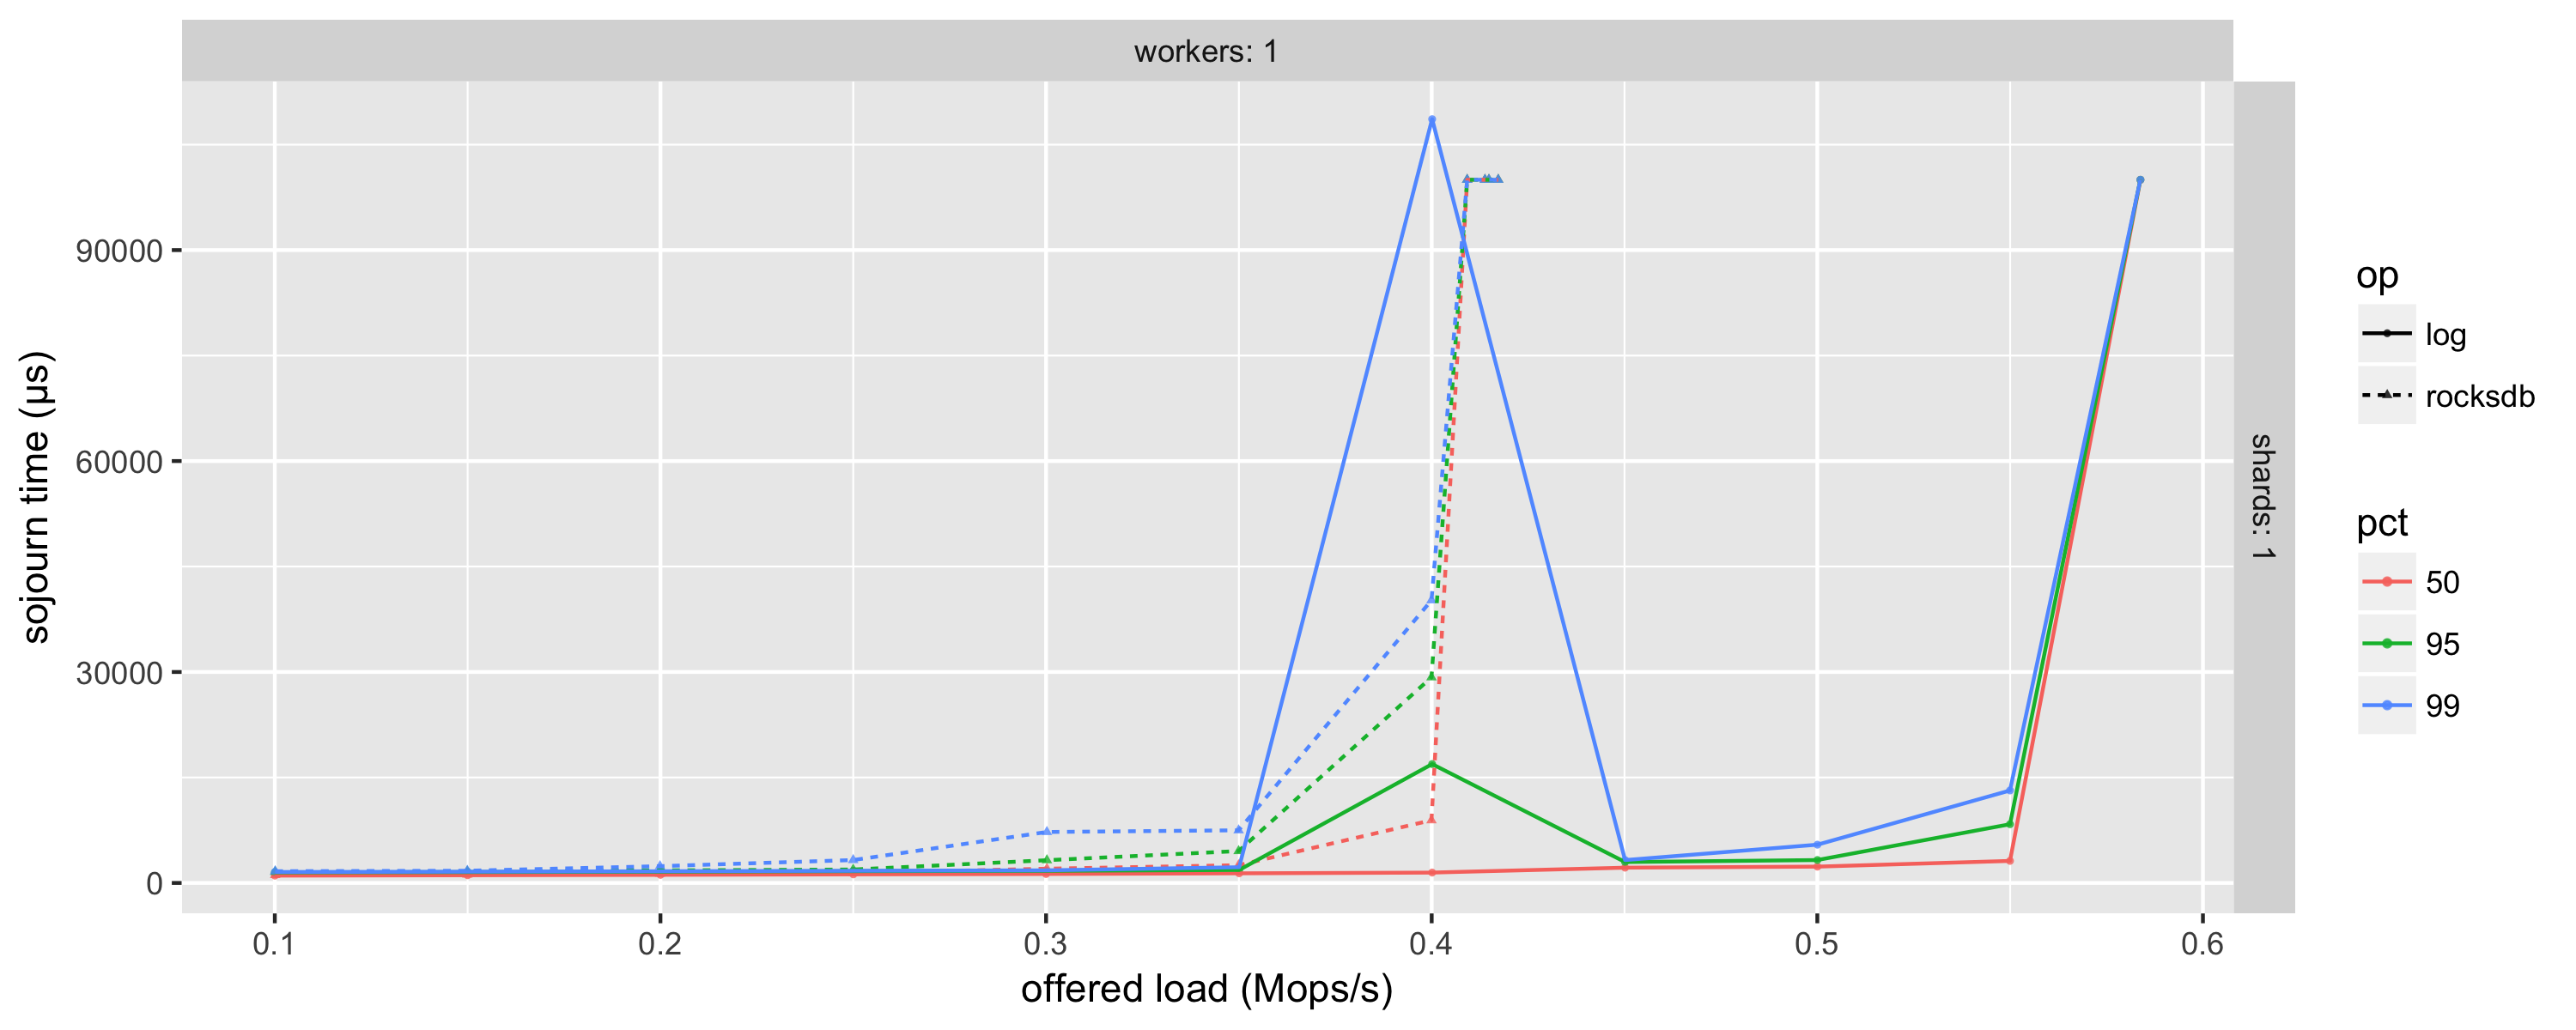 workers: 1
shards: 1
sojourn time (µs)
90000
60000
30000
0
0.1
0.2
0.3
0.4
0.5
0.6
offered load (Mops/s)
op
log
rocksdb
pct
50
95
99